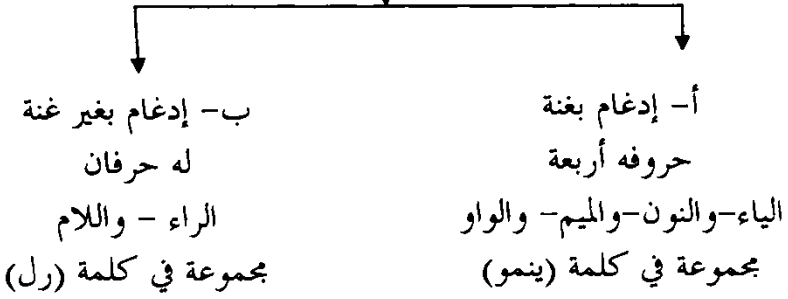 أ- إدغام بغنة
حروفه أربعة
الياء-والنون-والميم- والواو
مجموعة في كلمة (ينمو)
ب- إدغام بغير غنة
له حرفان
الراء - واللام
مجموعة في كلمة (رل)